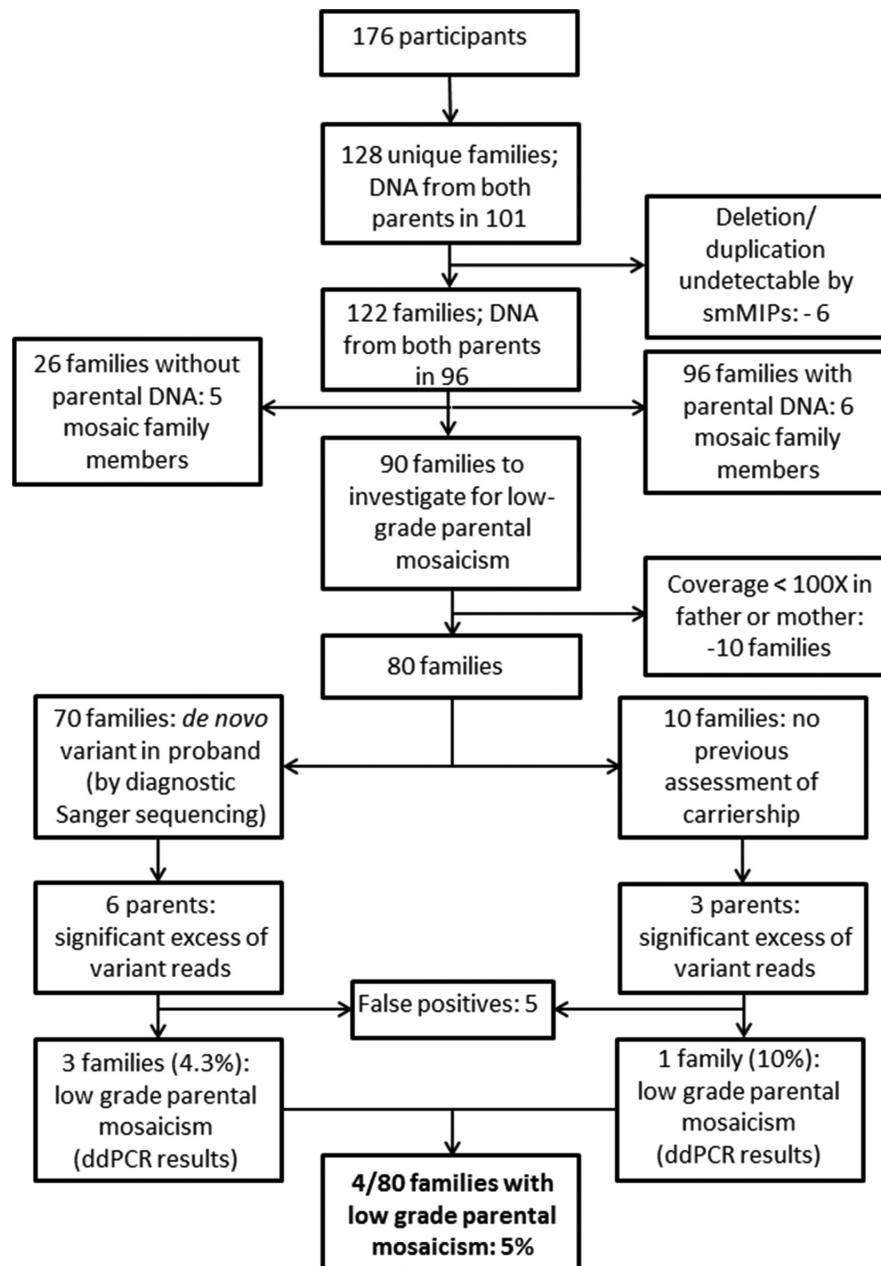 176 participants
128 unique families;
DNA from both
parents in 101
Deletion/
duplication
undetectable by
smMIPs: - 6
122 families; DNA
from both parents
in 96
26 families without
parental DNA: 5
mosaic family
members
96 families with
parental DNA: 6
mosaic family
members
90 families to
investigate for low-
grade parental
mosaicism
Coverage < 100X in
father or mother:
-10 families
80 families
70 families: de novo
variant in proband
(by diagnostic
Sanger sequencing)
10 families: no
previous
assessment of
carriership
6 parents:
significant excess of
variant reads
3 parents:
significant excess of
variant reads
False positives: 5
3 families (4.3%):
low grade parental
mosaicism
(ddPCR results)
1 family (10%):
low grade parental
mosaicism
(ddPCR results)
4/80 families with
low grade parental
mosaicism: 5%